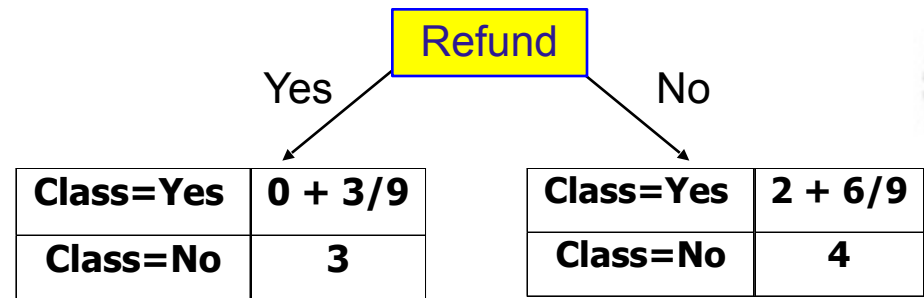 Refund
Yes
No
Class=Yes 0 + 3/9
Class=No 3
Class=Yes 2 + 6/9
Class=No 4